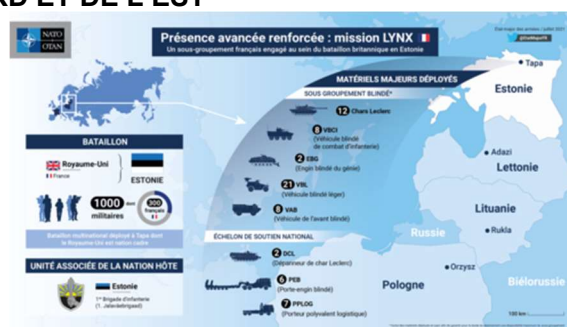 RD ET DE L'EST
NATO
OTAN
Présence avancée renforcée : mission LYNX
Un sous-groupement français engagé au sein du bataillon britannique en Estonie
MATÉRIELS MAJEURS DÉPLOYÉS
SOUS GROUPEMENT BLINDÉ*
12 Chars Leclerc
8 VBCI
(Véhicule blindé
de combat d'infanterie)
2 EBG
(Engin blindé du génie)
21 VBL
(Véhicule blindé léger)
8 VAB
(Véhicule de l'avant blindé)
ÉCHELON DE SOUTIEN NATIONAL
2 DCL
(Dépanneur de char Leclerc)
6 PEB
(Porte-engin blindé)
7 PPLOG
(Porteur polyvalent logistique)
BATAILLON
Royaume-Uni
France
ESTONIE
1000 militaires
dont
300 français
Bataillon multinational déployé à Tapa dont
le Royaume Uni est nation cadre
UNITÉ ASSOCIÉE DE LA NATION HÔTE
Estonie
1re Brigade d'infanterie
Tapa
Estonie
Adazi
Lettonie
Lituanie
Rukla
Russie
Orzysz
Pologne
Biélorussie
100 km